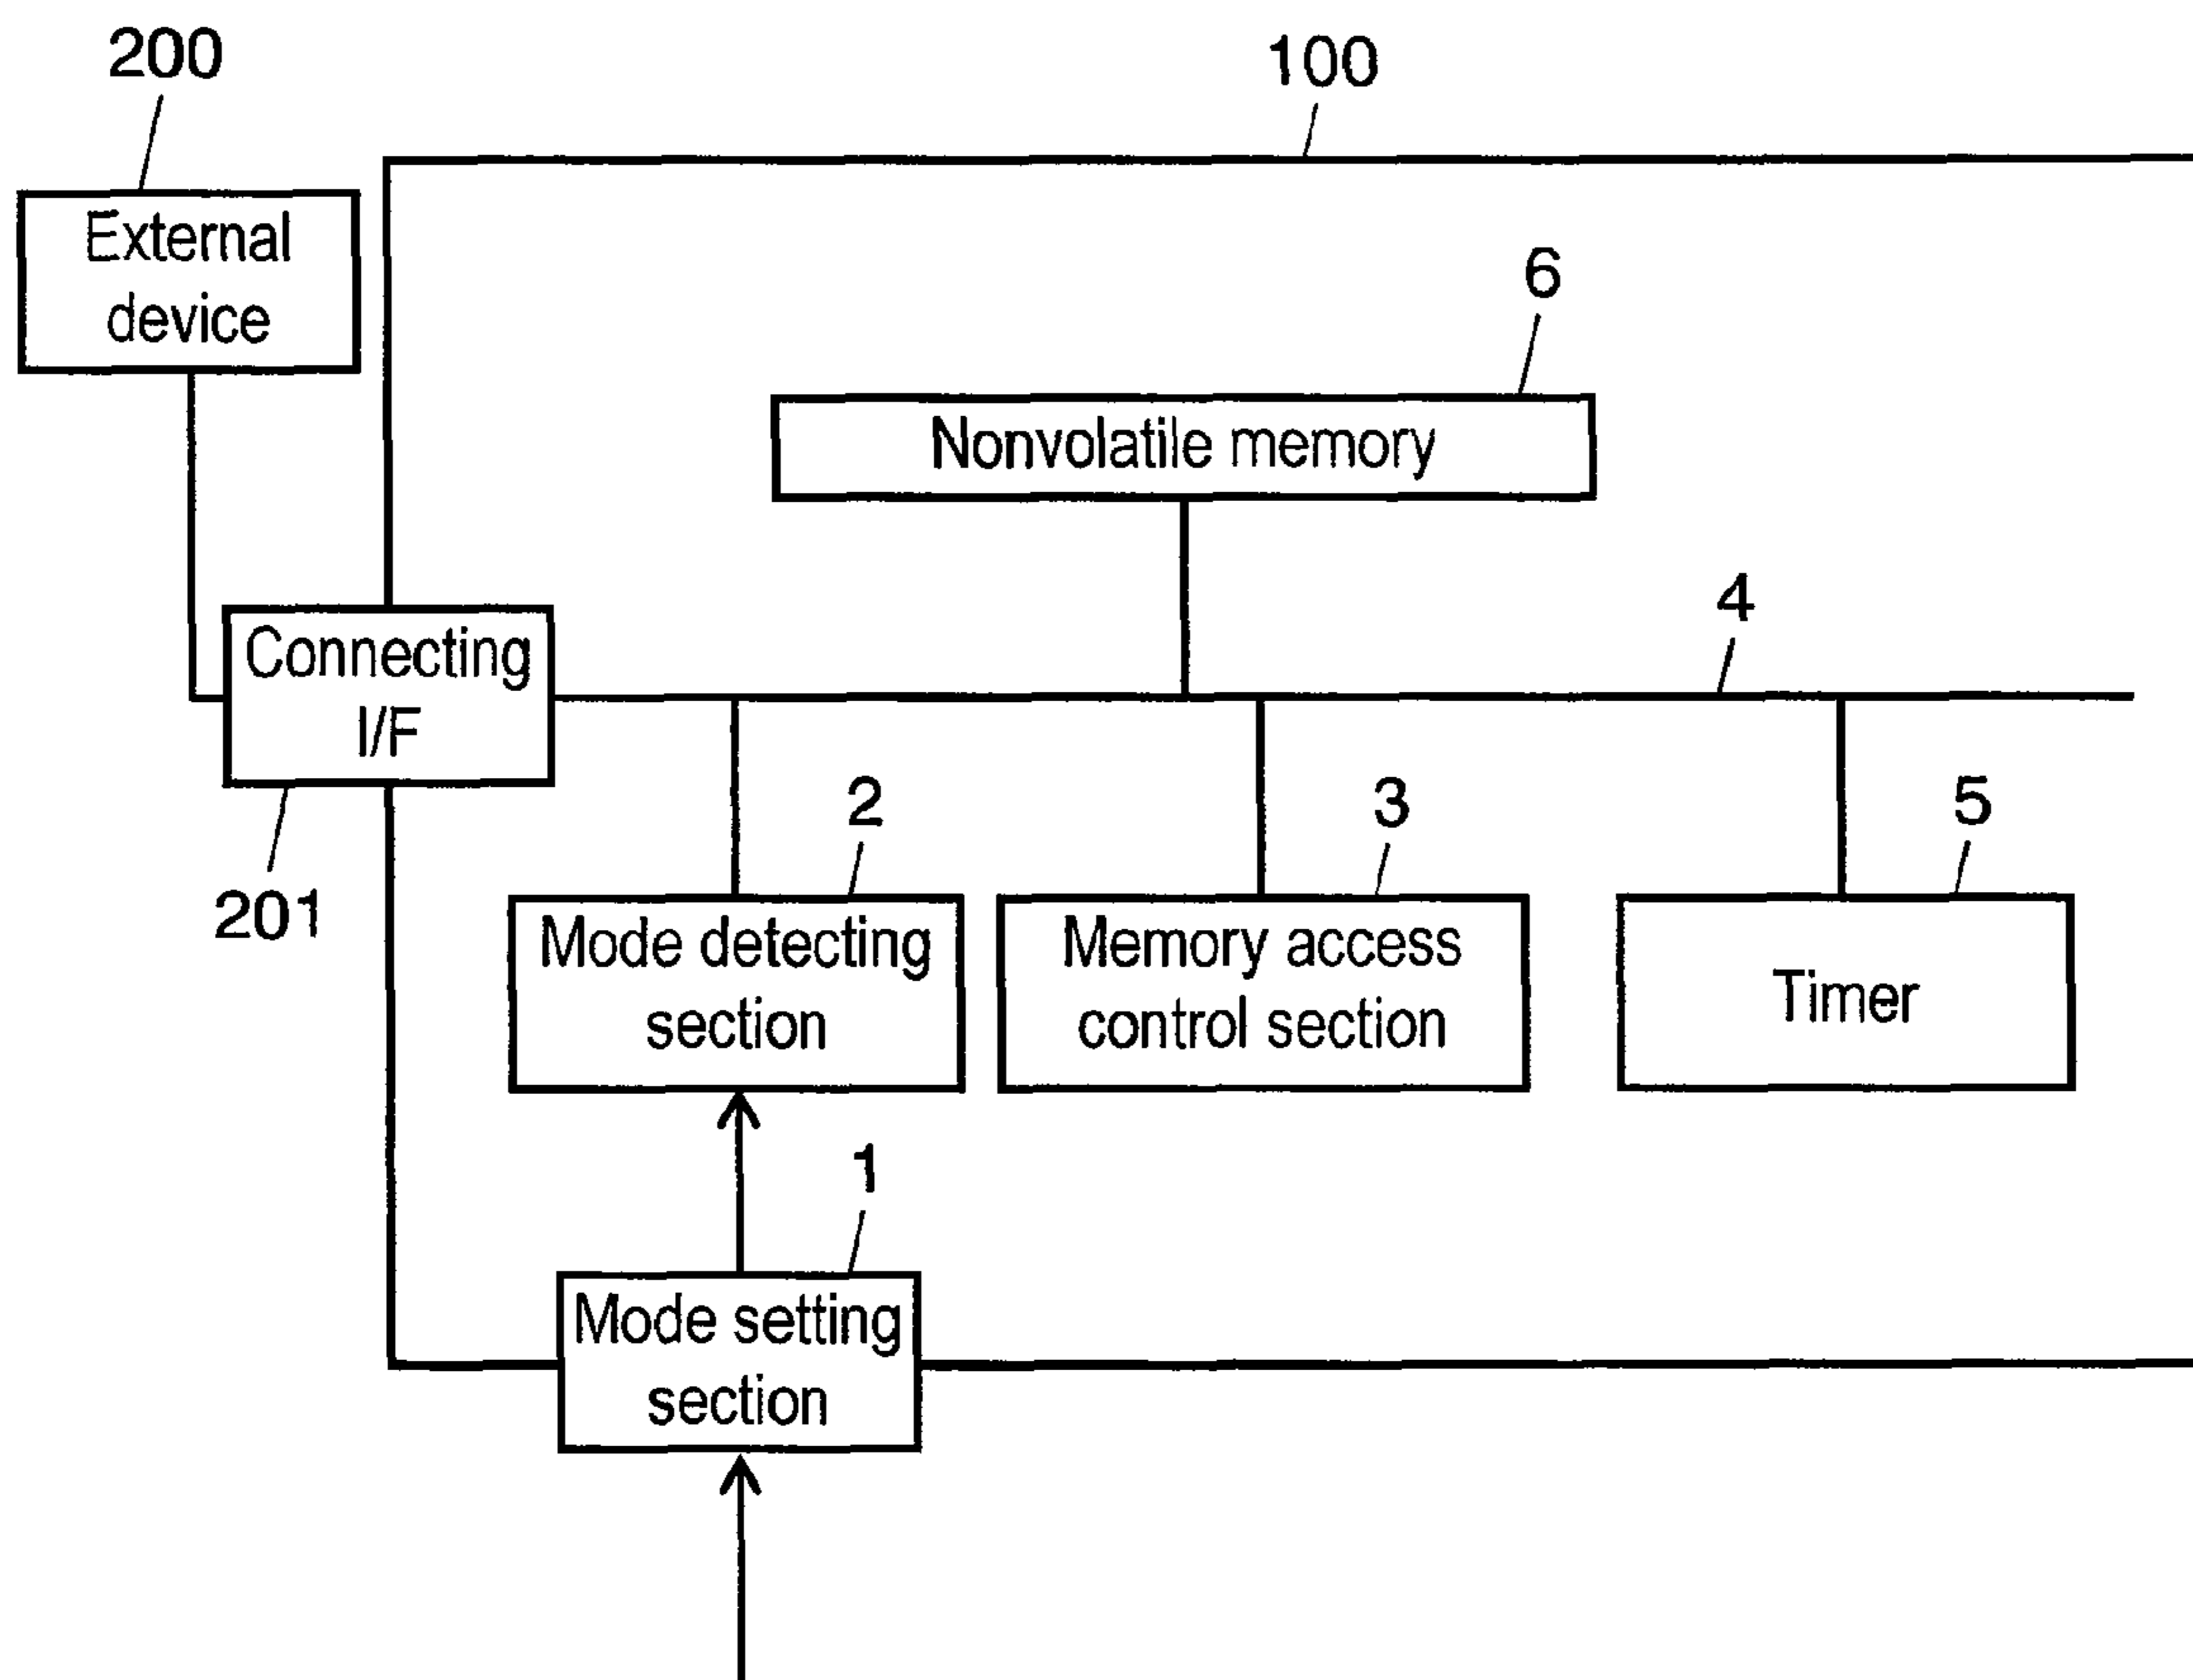 200
100
External
device
6
Nonvolatile memory
4
Connecting
I/F
201
2
3
5
Mode detecting
section
Memory access
control section
Timer
1
Mode setting
section